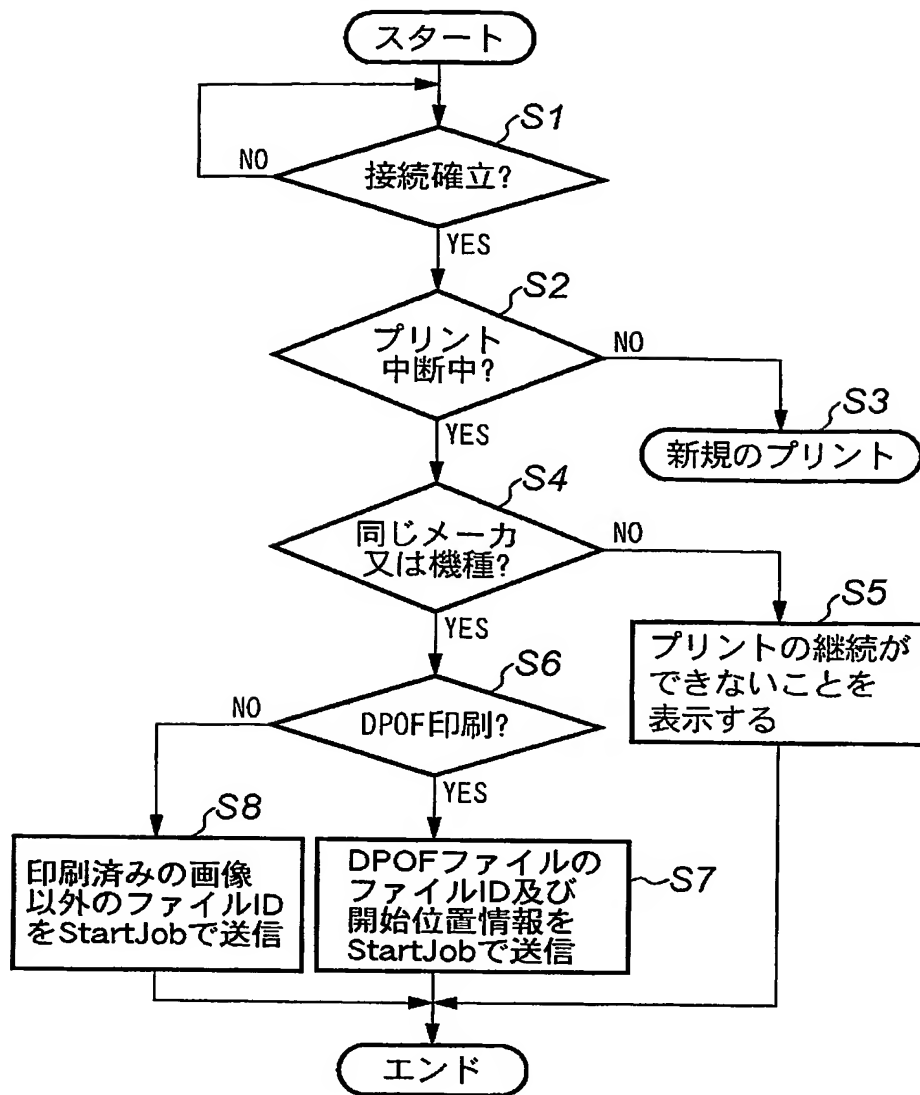 スタート
S1
接続確立?
NO
YES
S2
プリント
中断中?
NO
YES
S3
新規のプリント
S4
同じメーカ
又は機種?
NO
YES
S5
プリントの継続が
できないことを
表示する
S6
DPOF印刷?
NO
YES
S8
印刷済みの画像
以外のファイルID
をStartJobで送信
S7
DPOFファイルの
ファイルID及び
開始位置情報を
StartJobで送信
エンド